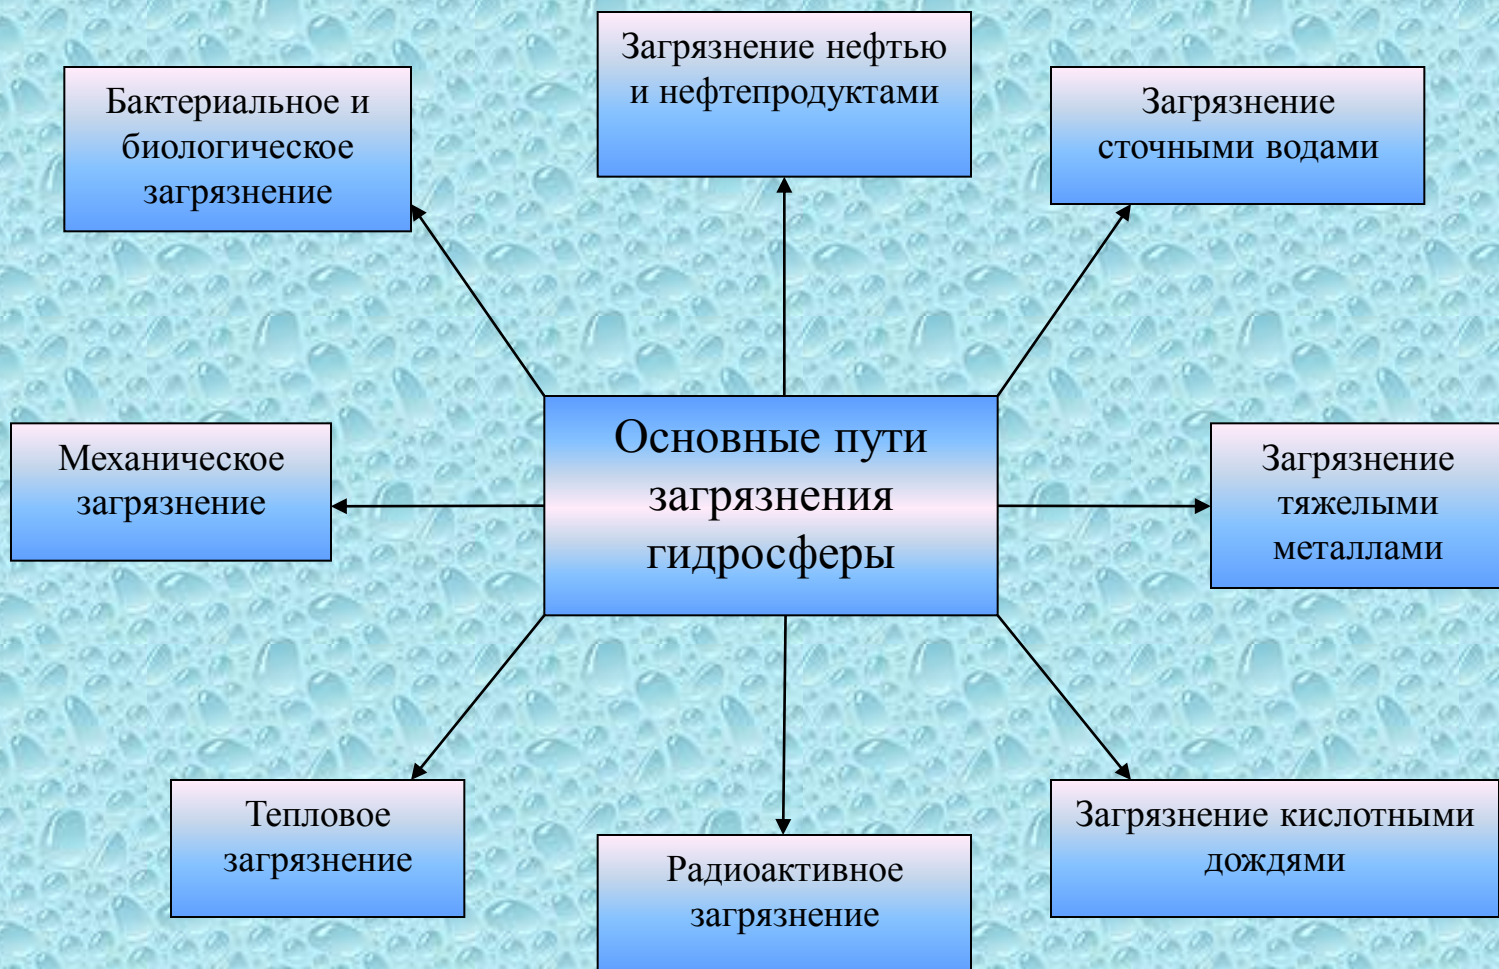 Загрязнение нефтью
и нефтепродуктами
Бактериальное и
биологическое
загрязнение
Загрязнение
сточными водами
Основные пути
загрязнения
гидросферы
Механическое
загрязнение
Загрязнение
тяжелыми
металлами
Тепловое
загрязнение
Радиоактивное
загрязнение
Загрязнение кислотными
дождями